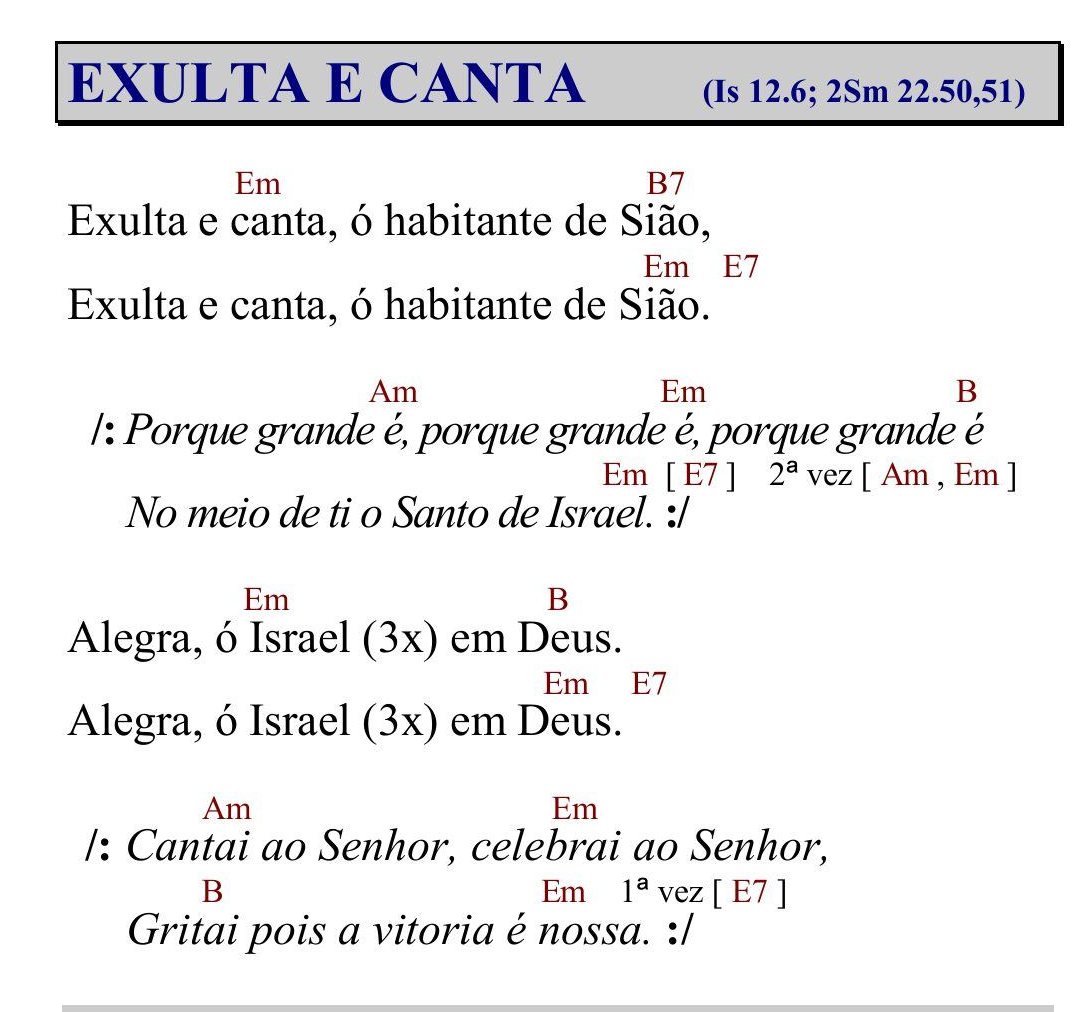 EXULTA E CANTA (Is 12.6; 2Sm 22.50,51)
Em B7
Exulta e canta, ó habitante de Sião,
Em E7
Exulta e canta, ó habitante de Sião.
Am Em B
/: Porque grande é, porque grande é, porque grande é
Em [ E7 ] 2ª vez [ Am , Em ]
No meio de ti o Santo de Israel. :/
Em B
Alegra, ó Israel (3x) em Deus.
Em E7
Alegra, ó Israel (3x) em Deus.
Am Em
/: Cantai ao Senhor, celebrai ao Senhor,
B Em 1ª vez [ E7 ]
Gritai pois a vitoria é nossa. :/